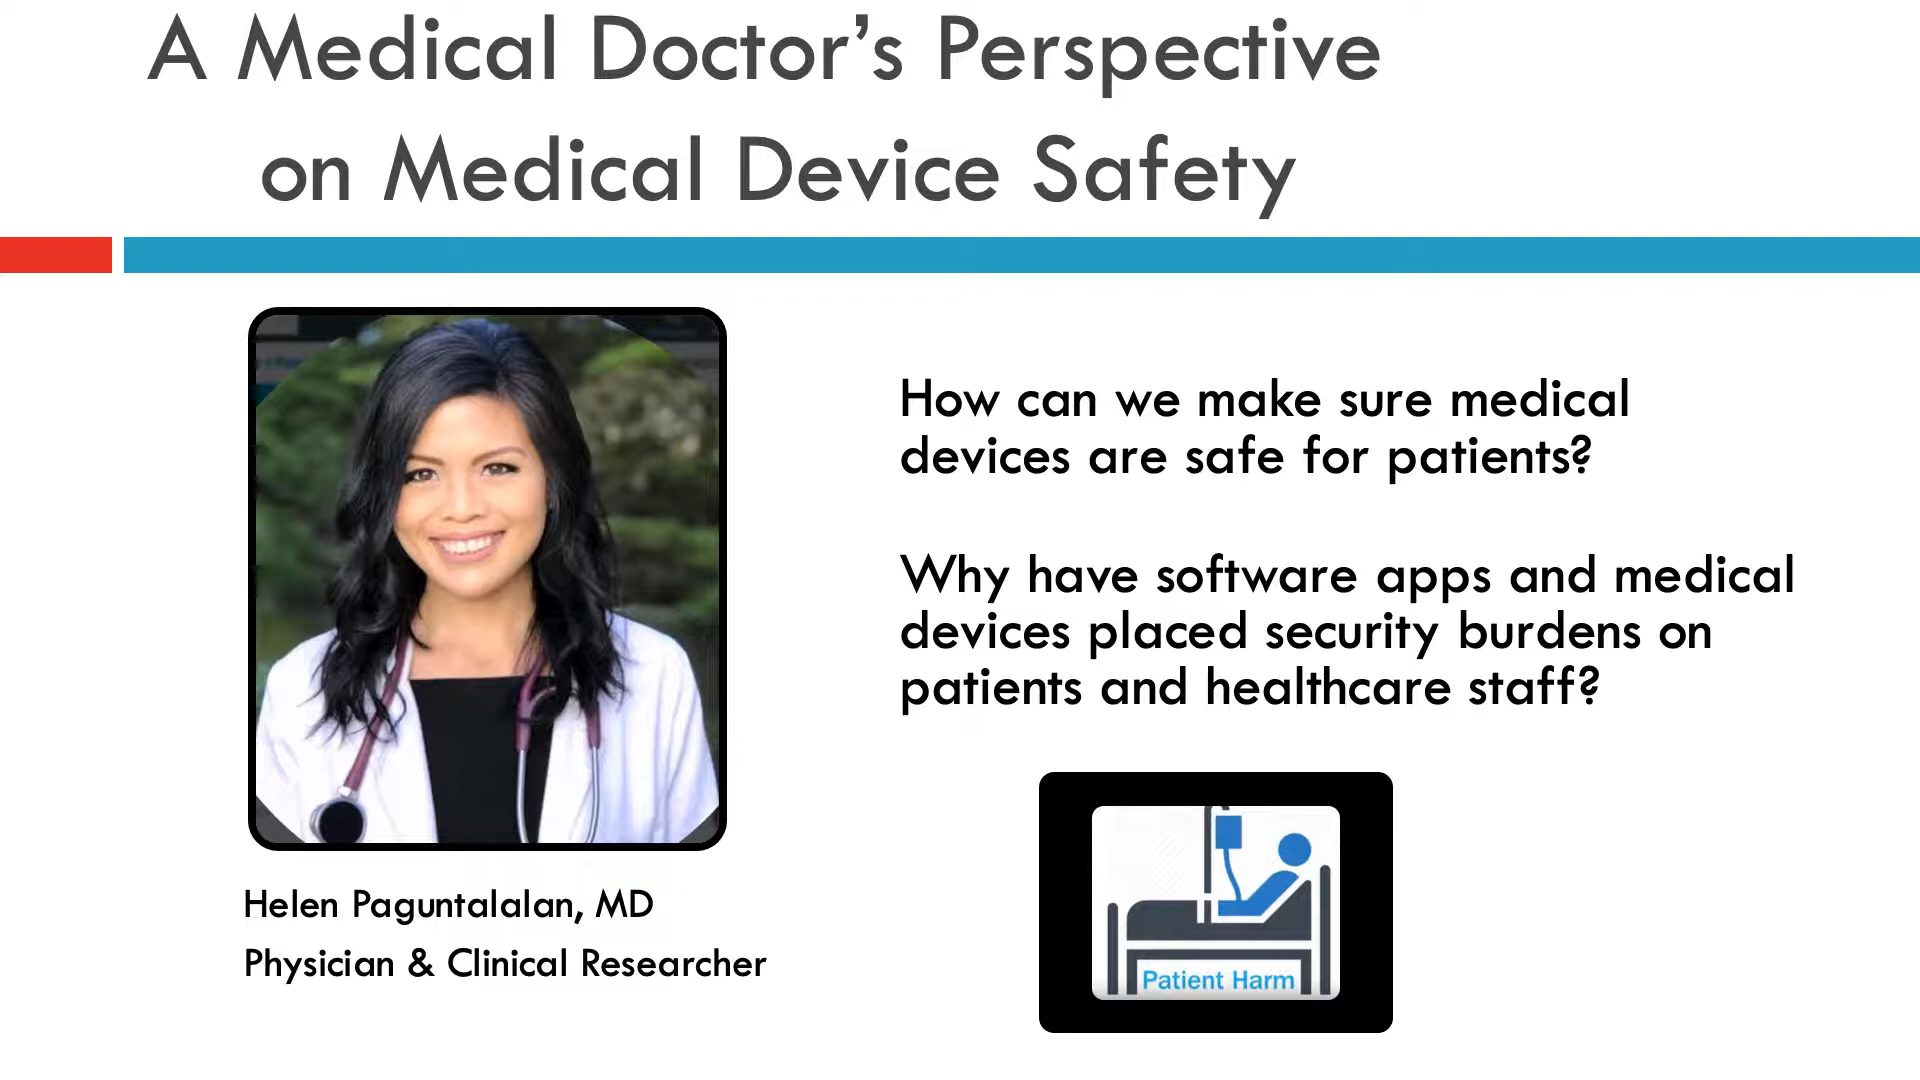 A Medical Doctor’s Perspective
on Medical Device Safety
How can we make sure medical
devices are safe for patients?
Why have software apps and medical
devices placed security burdens on
patients and healthcare staff?
Helen Paguntalalan, MD
Physician & Clinical Researcher
Patient Harm